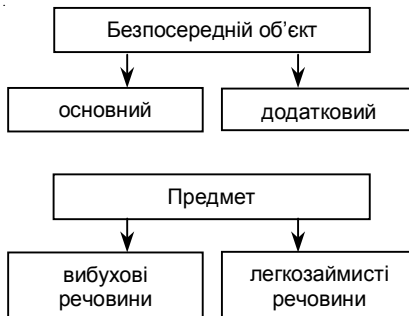 Безпосередній об’єкт
основний
додатковий
Предмет
вибухові
речовини
легкозаймисті
речовини